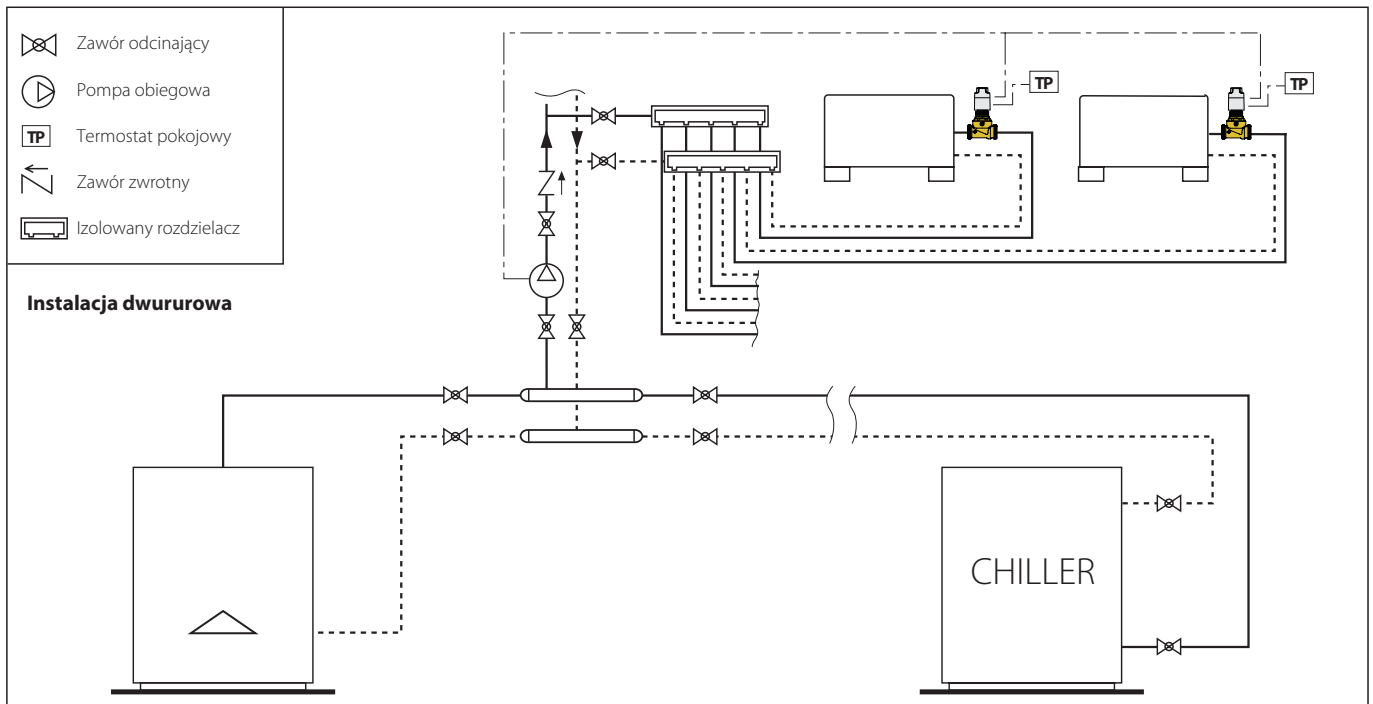 Zawór odcinający
Pompa obiegowa
TP Termostat pokojowy
Zawór zwrotny
Izolowany rozdzielacz
Instalacja dwururowa
TP
TP
CHILLER